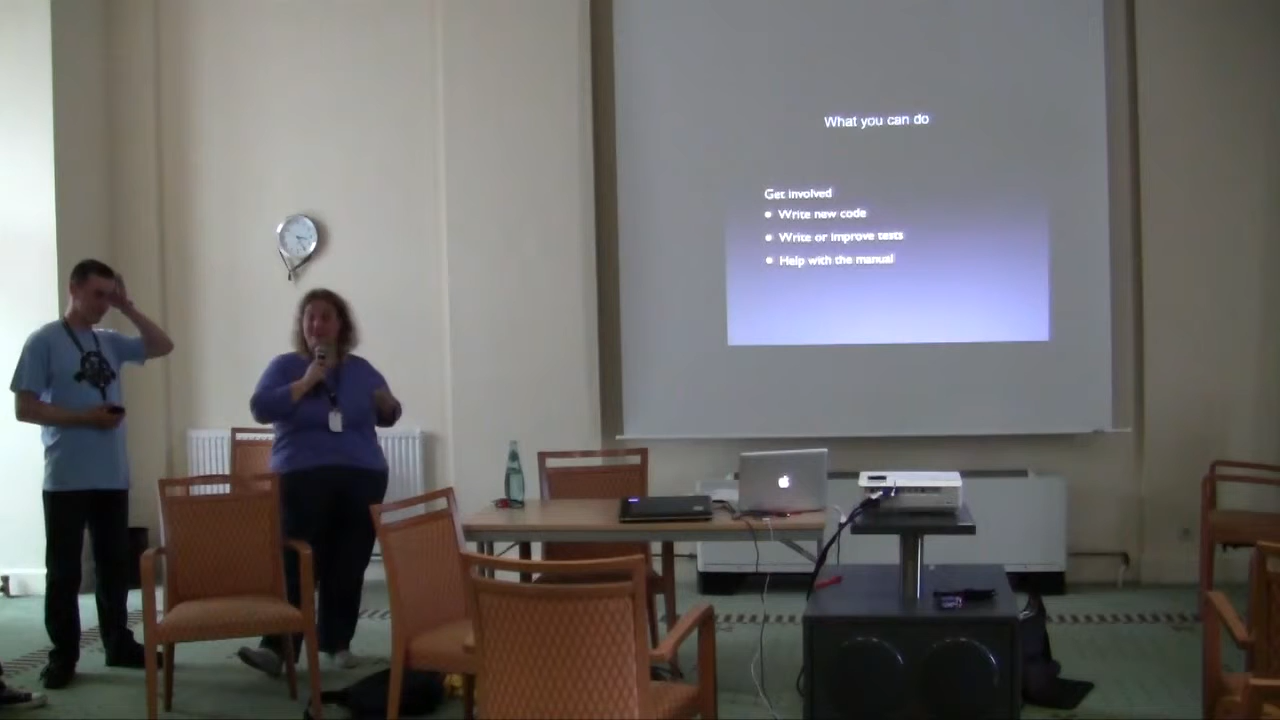 What you can do
Get involved
• Write new code
• Write or improve tests
• Help with the manual